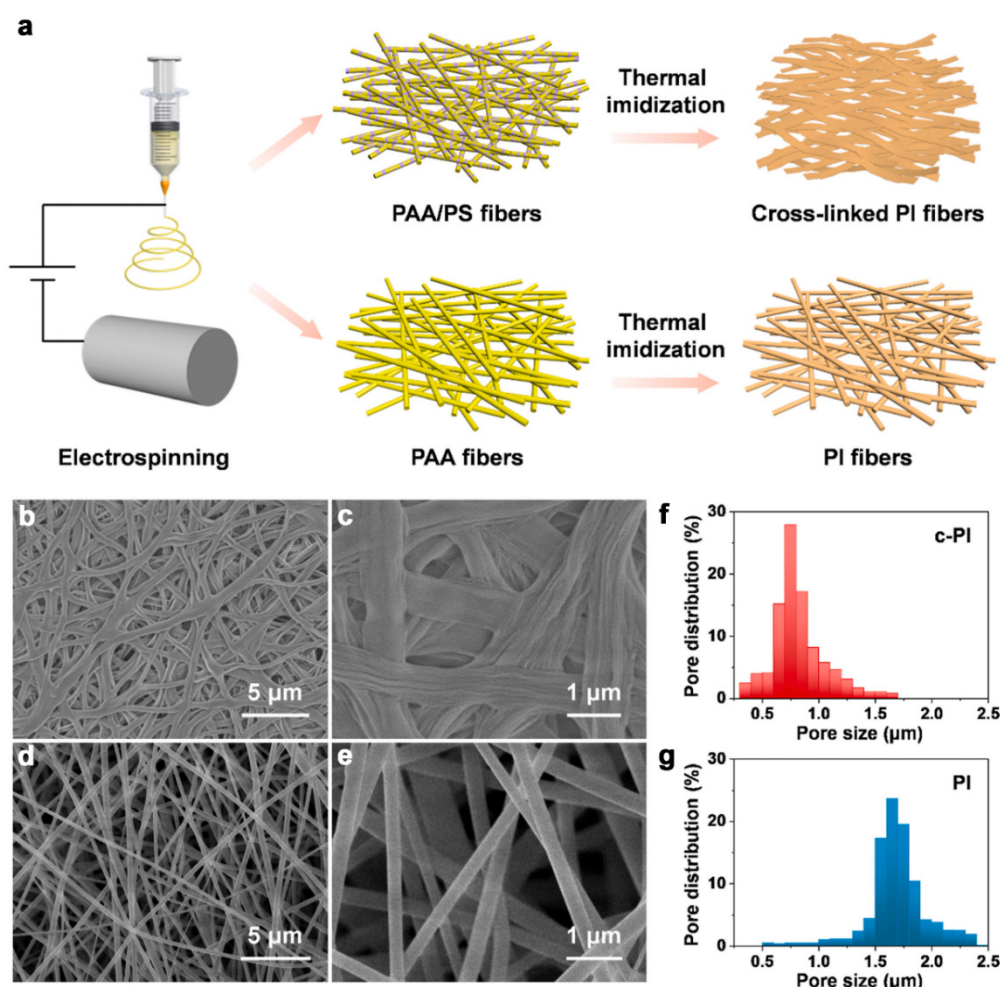 a
Thermal
imidization
PAA/PS fibers
Cross-linked PI fibers
Thermal
imidization
Electrospinning
PAA fibers
PI fibers
b
5 μm
c
1 μm
d
5 μm
e
1 μm
f
c-PI
Pore distribution (%)
30
20
10
0
0.5 1.0 1.5 2.0 2.5
Pore size (μm)
g
PI
Pore distribution (%)
30
20
10
0
0.5 1.0 1.5 2.0 2.5
Pore size (μm)